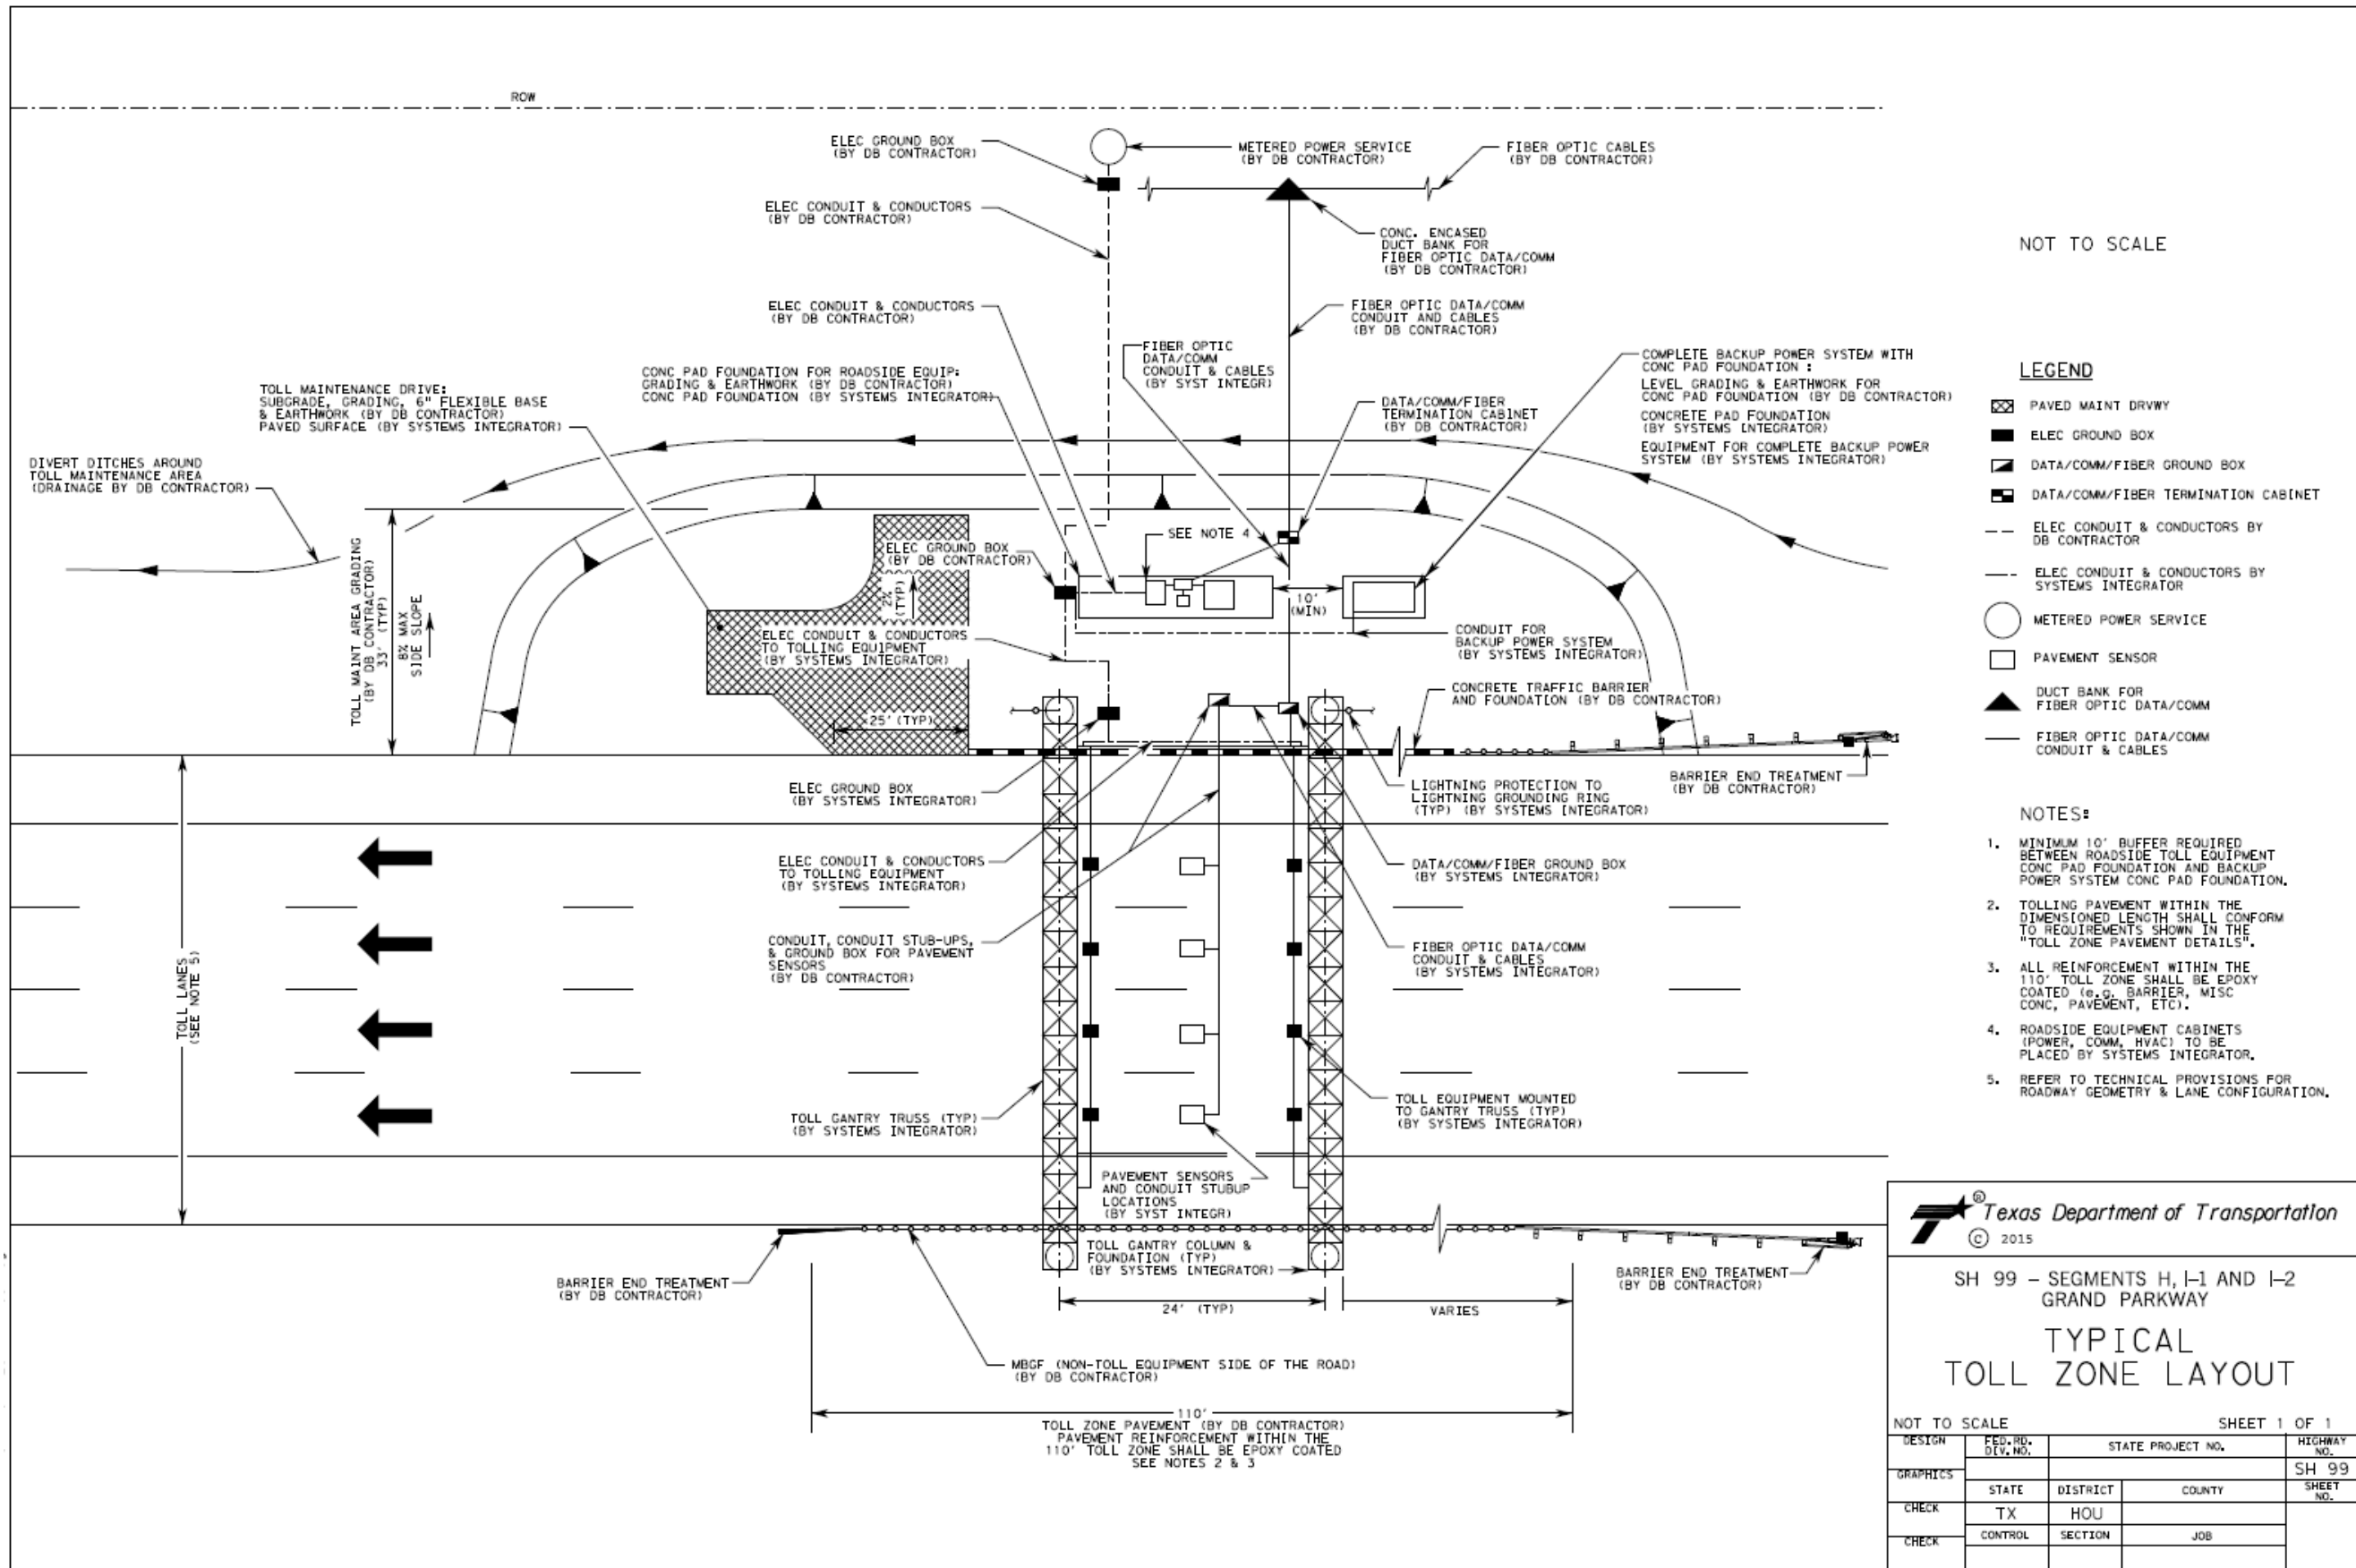 ROW
ELEC GROUND BOX
(BY DB CONTRACTOR)
METERED POWER SERVICE
(BY DB CONTRACTOR)
FIBER OPTIC CABLES
(BY DB CONTRACTOR)
ELEC CONDUIT & CONDUCTORS
(BY DB CONTRACTOR)
CONC. ENCASED
DUCT BANK FOR
FIBER OPTIC DATA/COMM
(BY DB CONTRACTOR)
ELEC CONDUIT & CONDUCTORS
(BY DB CONTRACTOR)
FIBER OPTIC DATA/COMM
CONDUIT AND CABLES
(BY DB CONTRACTOR)
FIBER OPTIC
DATA/COMM
CONDUIT & CABLES
(BY SYST INTEGR)
CONC PAD FOUNDATION FOR ROADSIDE EQUIP:
GRADING & EARTHWORK (BY DB CONTRACTOR)
CONC PAD FOUNDATION (BY SYSTEMS INTEGRATOR)
TOLL MAINTENANCE DRIVE:
SUBGRADE, GRADING, 6" FLEXIBLE BASE
& EARTHWORK (BY DB CONTRACTOR)
PAVED SURFACE (BY SYSTEMS INTEGRATOR)
COMPLETE BACKUP POWER SYSTEM WITH
CONC PAD FOUNDATION :
LEVEL GRADING & EARTHWORK FOR
CONC PAD FOUNDATION (BY DB CONTRACTOR)
CONCRETE PAD FOUNDATION
(BY SYSTEMS INTEGRATOR)
EQUIPMENT FOR COMPLETE BACKUP POWER
SYSTEM (BY SYSTEMS INTEGRATOR)
DATA/COMM/FIBER
TERMINATION CABINET
(BY DB CONTRACTOR)
DIVERT DITCHES AROUND
TOLL MAINTENANCE AREA
(DRAINAGE BY DB CONTRACTOR)
TOLL MAINT AREA GRADING
(BY DB CONTRACTOR)
33' (TYP)
8% MAX
SIDE SLOPE
ELEC GROUND BOX
(BY DB CONTRACTOR)
2%
(TYP)
SEE NOTE 4
10'
(MIN)
ELEC CONDUIT & CONDUCTORS
TO TOLLING EQUIPMENT
(BY SYSTEMS INTEGRATOR)
CONDUIT FOR
BACKUP POWER SYSTEM
(BY SYSTEMS INTEGRATOR)
CONCRETE TRAFFIC BARRIER
AND FOUNDATION (BY DB CONTRACTOR)
25' (TYP)
ELEC GROUND BOX
(BY SYSTEMS INTEGRATOR)
LIGHTNING PROTECTION TO
LIGHTNING GROUNDING RING
(TYP) (BY SYSTEMS INTEGRATOR)
BARRIER END TREATMENT
(BY DB CONTRACTOR)
ELEC CONDUIT & CONDUCTORS
TO TOLLING EQUIPMENT
(BY SYSTEMS INTEGRATOR)
DATA/COMM/FIBER GROUND BOX
(BY SYSTEMS INTEGRATOR)
CONDUIT, CONDUIT STUB-UPS,
& GROUND BOX FOR PAVEMENT
SENSORS
(BY DB CONTRACTOR)
FIBER OPTIC DATA/COMM
CONDUIT & CABLES
(BY SYSTEMS INTEGRATOR)
TOLL LANES
(SEE NOTE 5)
TOLL GANTRY TRUSS (TYP)
(BY SYSTEMS INTEGRATOR)
TOLL EQUIPMENT MOUNTED
TO GANTRY TRUSS (TYP)
(BY SYSTEMS INTEGRATOR)
PAVEMENT SENSORS
AND CONDUIT STUBUP
LOCATIONS
(BY SYST INTEGR)
TOLL GANTRY COLUMN &
FOUNDATION (TYP)
(BY SYSTEMS INTEGRATOR)
BARRIER END TREATMENT
(BY DB CONTRACTOR)
BARRIER END TREATMENT
(BY DB CONTRACTOR)
24' (TYP)
VARIES
MBGF (NON-TOLL EQUIPMENT SIDE OF THE ROAD)
(BY DB CONTRACTOR)
110'
TOLL ZONE PAVEMENT (BY DB CONTRACTOR)
PAVEMENT REINFORCEMENT WITHIN THE
110' TOLL ZONE SHALL BE EPOXY COATED
SEE NOTES 2 & 3
NOT TO SCALE
LEGEND
PAVED MAINT DRVWY
ELEC GROUND BOX
DATA/COMM/FIBER GROUND BOX
DATA/COMM/FIBER TERMINATION CABINET
ELEC CONDUIT & CONDUCTORS BY
DB CONTRACTOR
ELEC CONDUIT & CONDUCTORS BY
SYSTEMS INTEGRATOR
METERED POWER SERVICE
PAVEMENT SENSOR
DUCT BANK FOR
FIBER OPTIC DATA/COMM
FIBER OPTIC DATA/COMM
CONDUIT & CABLES
NOTES:
1. MINIMUM 10' BUFFER REQUIRED
BETWEEN ROADSIDE TOLL EQUIPMENT
CONC PAD FOUNDATION AND BACKUP
POWER SYSTEM CONC PAD FOUNDATION.
2. TOLLING PAVEMENT WITHIN THE
DIMENSIONED LENGTH SHALL CONFORM
TO REQUIREMENTS SHOWN IN THE
"TOLL ZONE PAVEMENT DETAILS".
3. ALL REINFORCEMENT WITHIN THE
110' TOLL ZONE SHALL BE EPOXY
COATED (e.g. BARRIER, MISC
CONC, PAVEMENT, ETC).
4. ROADSIDE EQUIPMENT CABINETS
(POWER, COMM, HVAC) TO BE
PLACED BY SYSTEMS INTEGRATOR.
5. REFER TO TECHNICAL PROVISIONS FOR
ROADWAY GEOMETRY & LANE CONFIGURATION.
® Texas Department of Transportation
© 2015
SH 99 – SEGMENTS H, I–1 AND I–2
GRAND PARKWAY
TYPICAL
TOLL ZONE LAYOUT
NOT TO SCALE SHEET 1 OF 1
DESIGN
FED.RD.
DIV.NO.
STATE PROJECT NO.
HIGHWAY
NO.
SH 99
GRAPHICS
STATE DISTRICT COUNTY
SHEET
NO.
CHECK
TX HOU
CONTROL SECTION JOB
CHECK